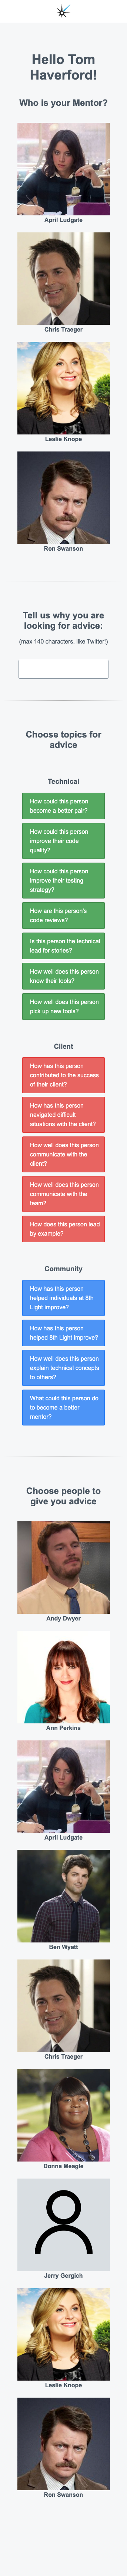 Hello Tom
Haverford!
Who is your Mentor?
April Ludgate
Chris Traeger
Leslie Knope
Ron Swanson
Tell us why you are
looking for advice:
(max 140 characters, like Twitter!)
Choose topics for
advice
Technical
How could this person
become a better pair?
How could this person
improve their code
quality?
How could this person
improve their testing
strategy?
How are this person's
code reviews?
Is this person the technical
lead for stories?
How well does this person
know their tools?
How well does this person
pick up new tools?
Client
How has this person
contributed to the success
of their client?
How has this person
navigated difficult
situations with the client?
How well does this person
communicate with the
client?
How well does this person
communicate with the
team?
How does this person lead
by example?
Community
How has this person
helped individuals at 8th
Light improve?
How has this person
helped 8th Light improve?
How well does this person
explain technical concepts
to others?
What could this person do
to become a better
mentor?
Choose people to
give you advice
Andy Dwyer
Ann Perkins
April Ludgate
Ben Wyatt
Chris Traeger
Donna Meagle
Jerry Gergich
Leslie Knope
Ron Swanson